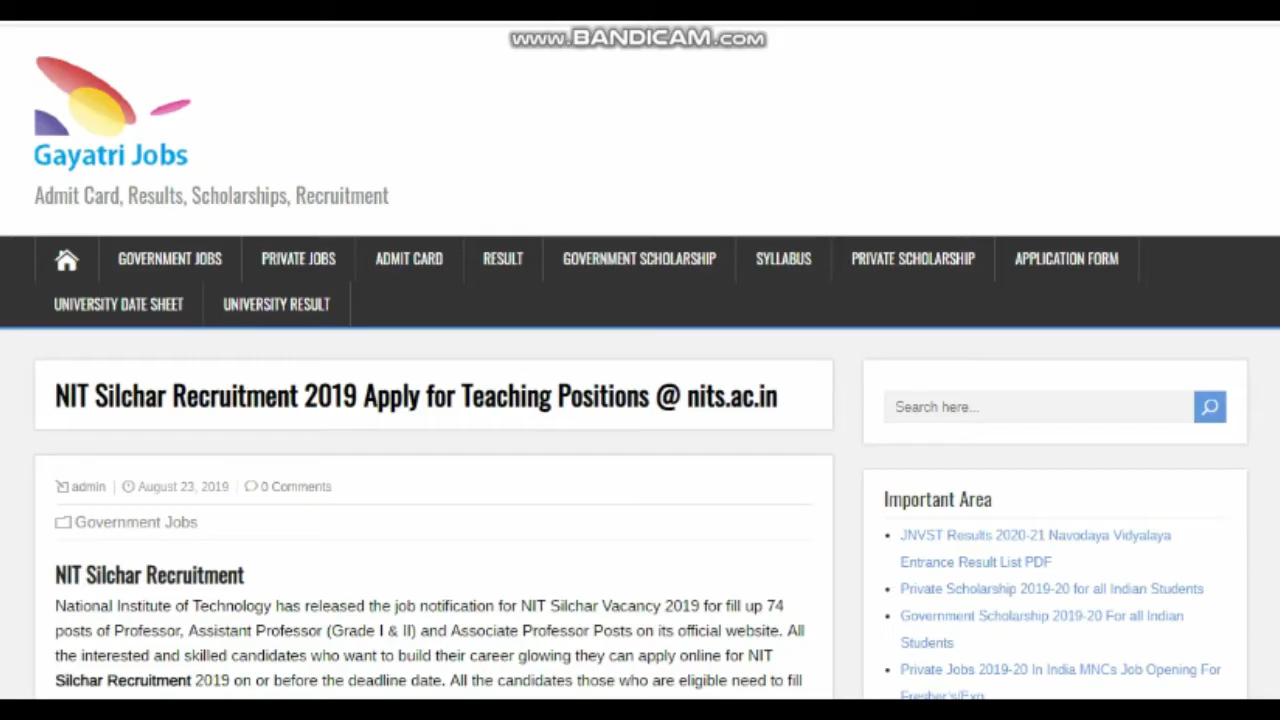 www.BANDICAM.com
Gayatri Jobs
Admit Card, Results, Scholarships, Recruitment
GOVERNMENT JOBS PRIVATE JOBS ADMIT CARD RESULT GOVERNMENT SCHOLARSHIP SYLLABUS PRIVATE SCHOLARSHIP APPLICATION FORM
UNIVERSITY DATE SHEET UNIVERSITY RESULT
NIT Silchar Recruitment 2019 Apply for Teaching Positions @ nits.ac.in
admin August 23, 2019 0 Comments
Government Jobs
NIT Silchar Recruitment
National Institute of Technology has released the job notification for NIT Silchar Vacancy 2019 for fill up 74
posts of Professor, Assistant Professor (Grade I & II) and Associate Professor Posts on its official website. All
the interested and skilled candidates who want to build their career glowing they can apply online for NIT
Silchar Recruitment 2019 on or before the deadline date. All the candidates those who are eligible need to fill
Search here...
Important Area
JNVST Results 2020-21 Navodaya Vidyalaya
Entrance Result List PDF
Private Scholarship 2019-20 for all Indian Students
Government Scholarship 2019-20 For all Indian
Students
Private Jobs 2019-20 In India MNCs Job Opening For
Fresher's/Exp